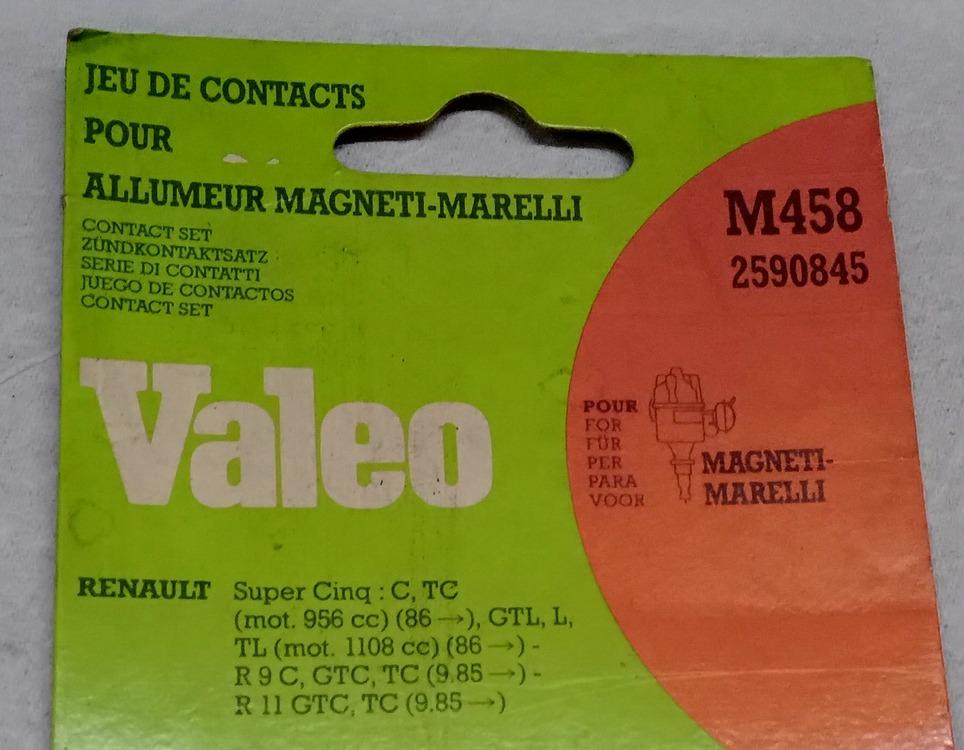 JEU DE CONTACTS
POUR
ALLUMEUR MAGNETI-MARELLI
CONTACT SET
ZÜNDKONTAKTSATZ
SERIE DI CONTATTI
JUEGO DE CONTACTOS
CONTACT SET
M458
2590845
Valeo
POUR
FOR
FÜR
PER
PARA
VOOR
MAGNETI-
MARELLI
RENAULT Super Cinq : C, TC
(mot. 956 cc) (86 →), GTL, L,
TL (mot. 1108 cc) (86 →) -
R 9 C, GTC, TC (9.85 →) -
R 11 GTC, TC (9.85 →)